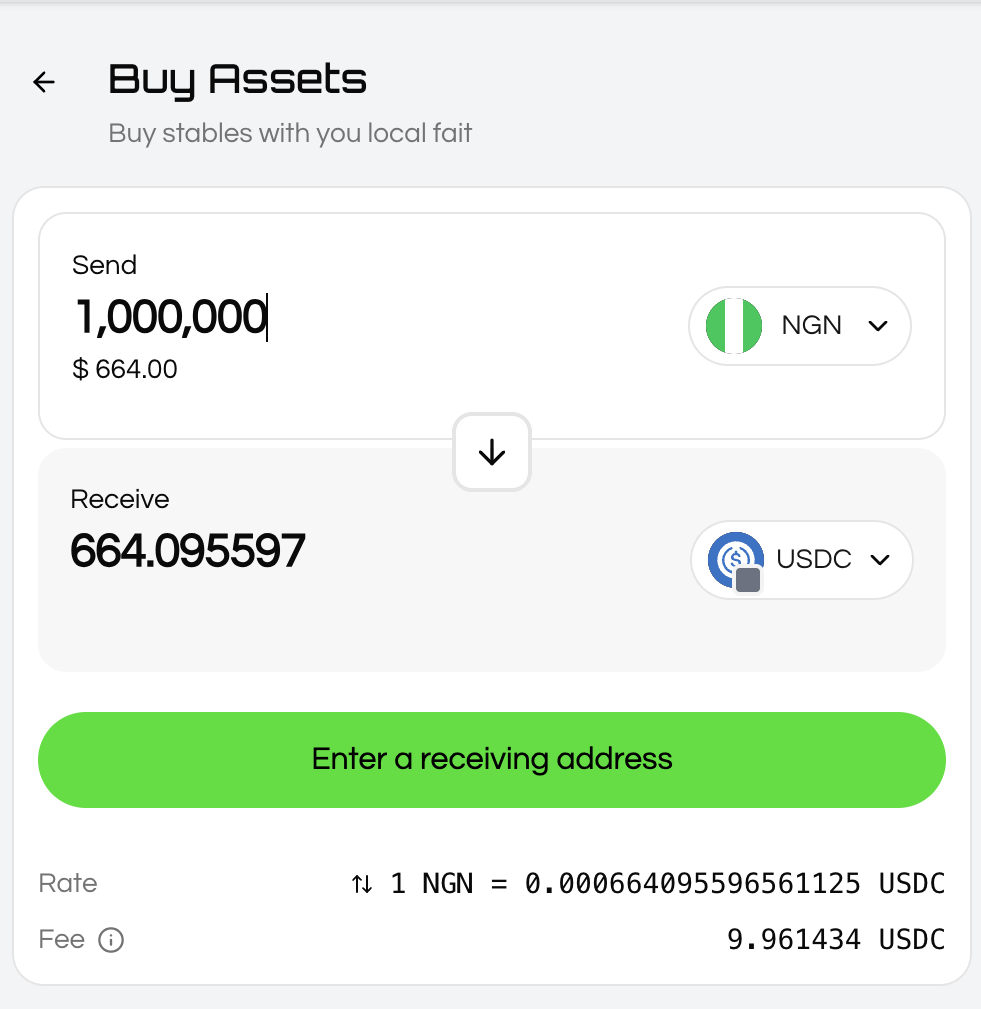 Buy Assets
Buy stables with you local fait
Send
1,000,000
NGN
$ 664.00
Receive
664.095597
USDC
Enter a receiving address
Rate
1 NGN = 0.000664095596561125 USDC
Fee
9.961434 USDC